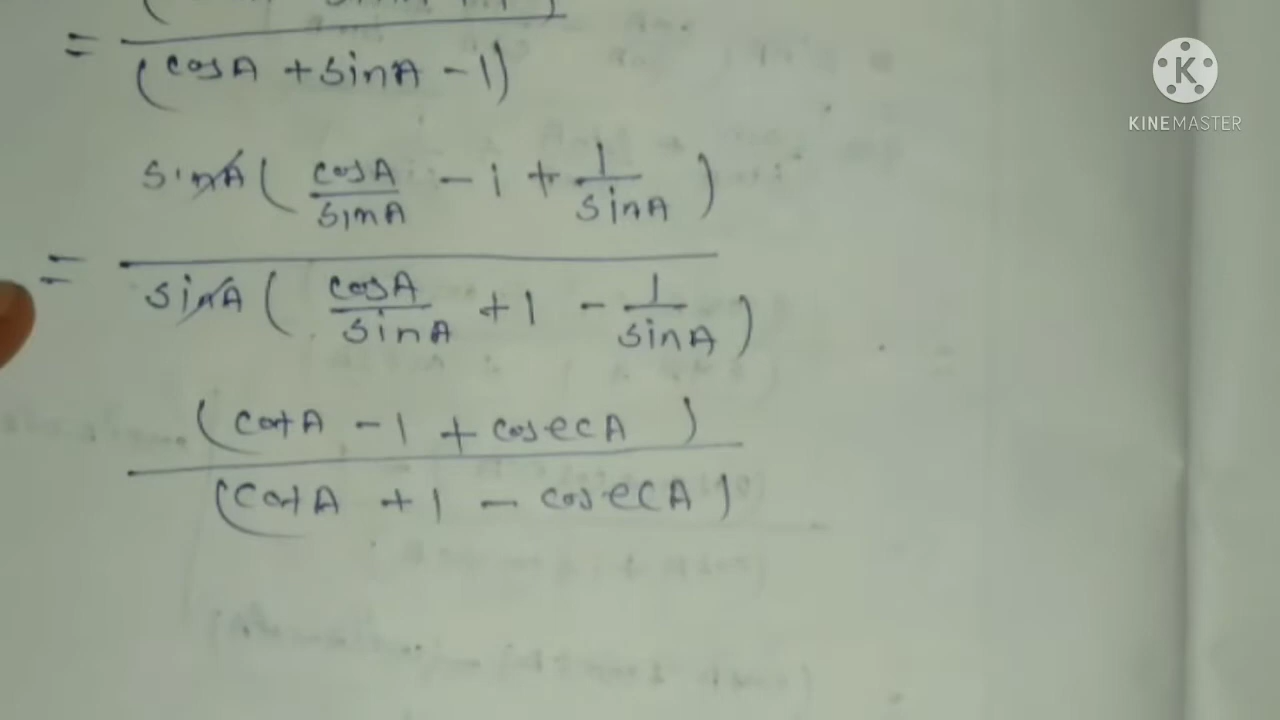 = 
(cosA + sinA - 1)
sinA ( cosA/sinA - 1 + 1/sinA )
=
sinA ( cosA/sinA + 1 - 1/sinA )
(cotA - 1 + cosecA )
(cotA + 1 - cosecA )
K
KINEMASTER